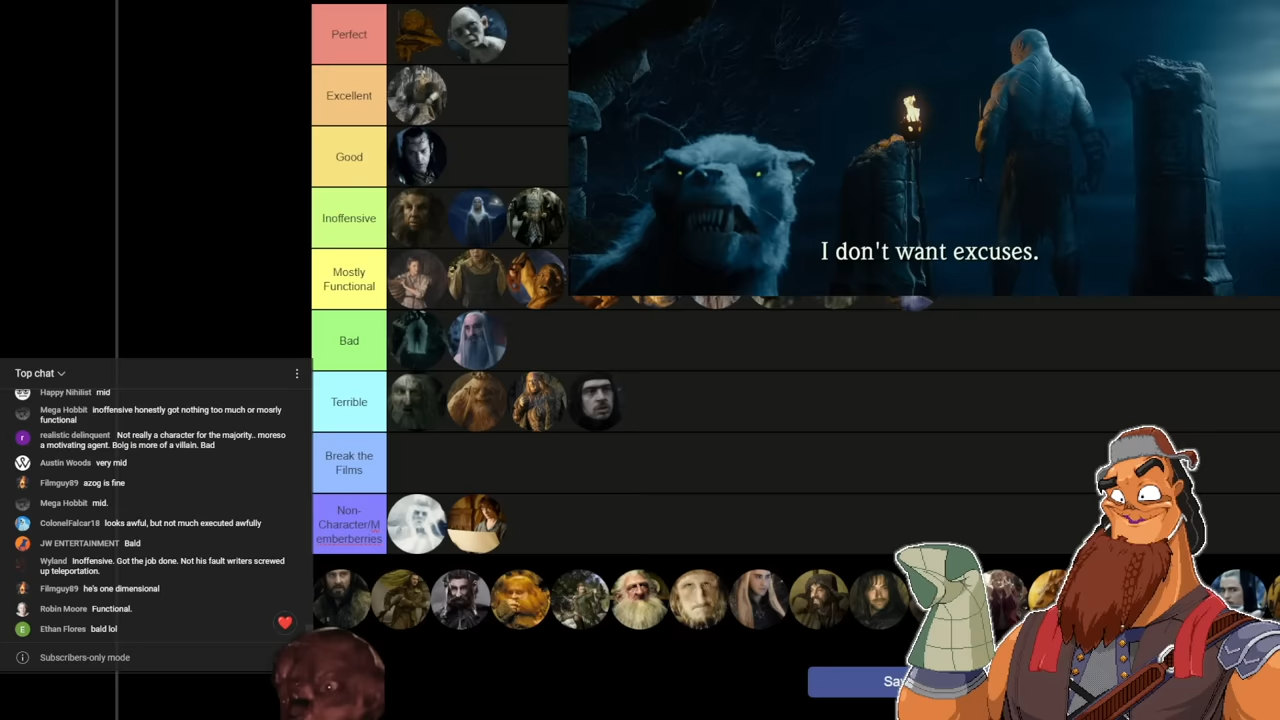 Perfect
Excellent
Good
Inoffensive
Mostly
Functional
Bad
Terrible
Break the
Films
Non-
Character/M
emberberries
I don't want excuses.
Top chat
Happy Nihilist mid
Mega Hobbit inoffensive honestly got nothing too much or mosrly
functional
r realistic delinquent Not really a character for the majority.. moreso
a motivating agent. Bolg is more of a villain. Bad
Austin Woods very mid
Filmguy89 azog is fine
Mega Hobbit mid.
ColonelFalcar18 looks awful, but not much executed awfully
JW ENTERTAINMENT Bald
Wyland Inoffensive. Got the job done. Not his fault writers screwed
up teleportation.
Filmguy89 he's one dimensional
Robin Moore Functional.
E Ethan Flores bald lol
Subscribers-only mode